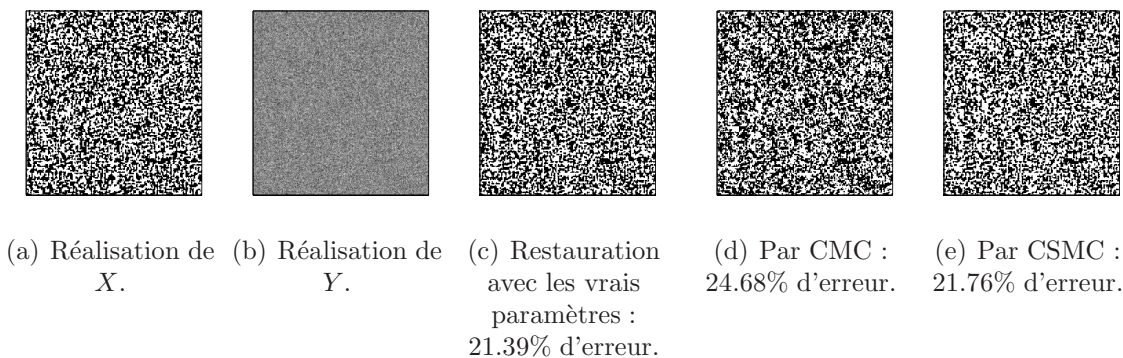 (a) Réalisation de
X.
(b) Réalisation de
Y.
(c) Restauration
avec les vrais
paramètres :
21.39% d'erreur.
(d) Par CMC :
24.68% d'erreur.
(e) Par CSMC :
21.76% d'erreur.